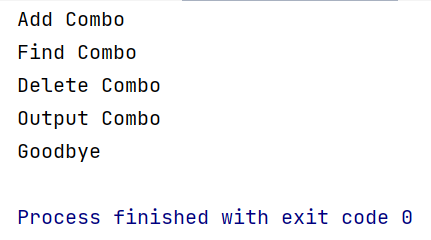 Add Combo
Find Combo
Delete Combo
Output Combo
Goodbye
Process finished with exit code 0